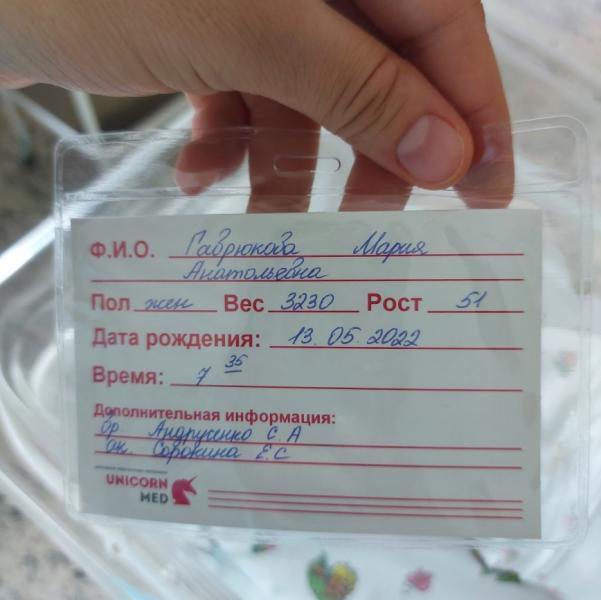 Ф.И.О. Габрюкова Мария
Анатольевна
Пол жен Вес 3230 Рост 51
Дата рождения: 13.05.2022
Время: 7 35
Дополнительная информация:
Вр. Андрусенко С.А
ак. Сорокина Е.С
UNICORN
MED